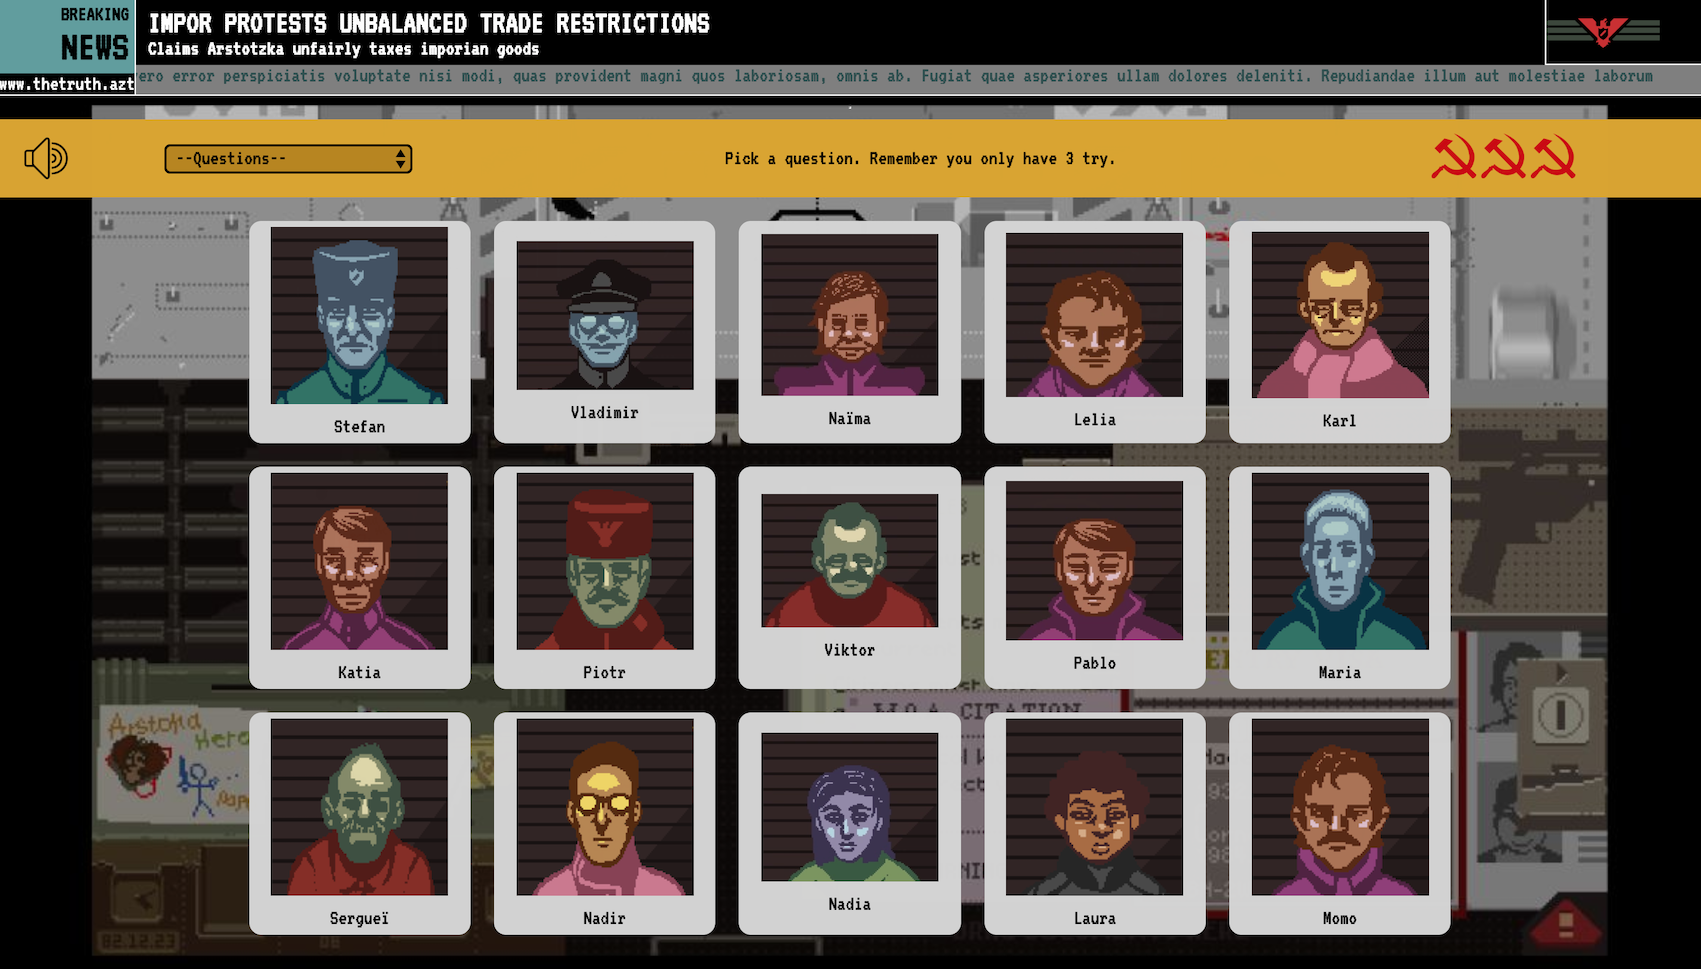 BREAKING
NEWS
www.thetruth.azt
IMPOR PROTESTS UNBALANCED TRADE RESTRICTIONS
Claims Arstotzka unfairly taxes imporian goods
ero error perspiciatis voluptate nisi modi, quas provident magni quos laboriosam, omnis ab. Fugiat quae asperiores ullam dolores deleniti. Repudiandae illum aut molestiae laborum
--Questions--
Pick a question. Remember you only have 3 try.
Stefan
Vladimir
Naïma
Lelia
Karl
Katia
Piotr
Viktor
Pablo
Maria
Arstotzka
Hero
M.O.A. CITATION
Sergueï
Nadir
Nadia
Laura
Momo
82.12.23